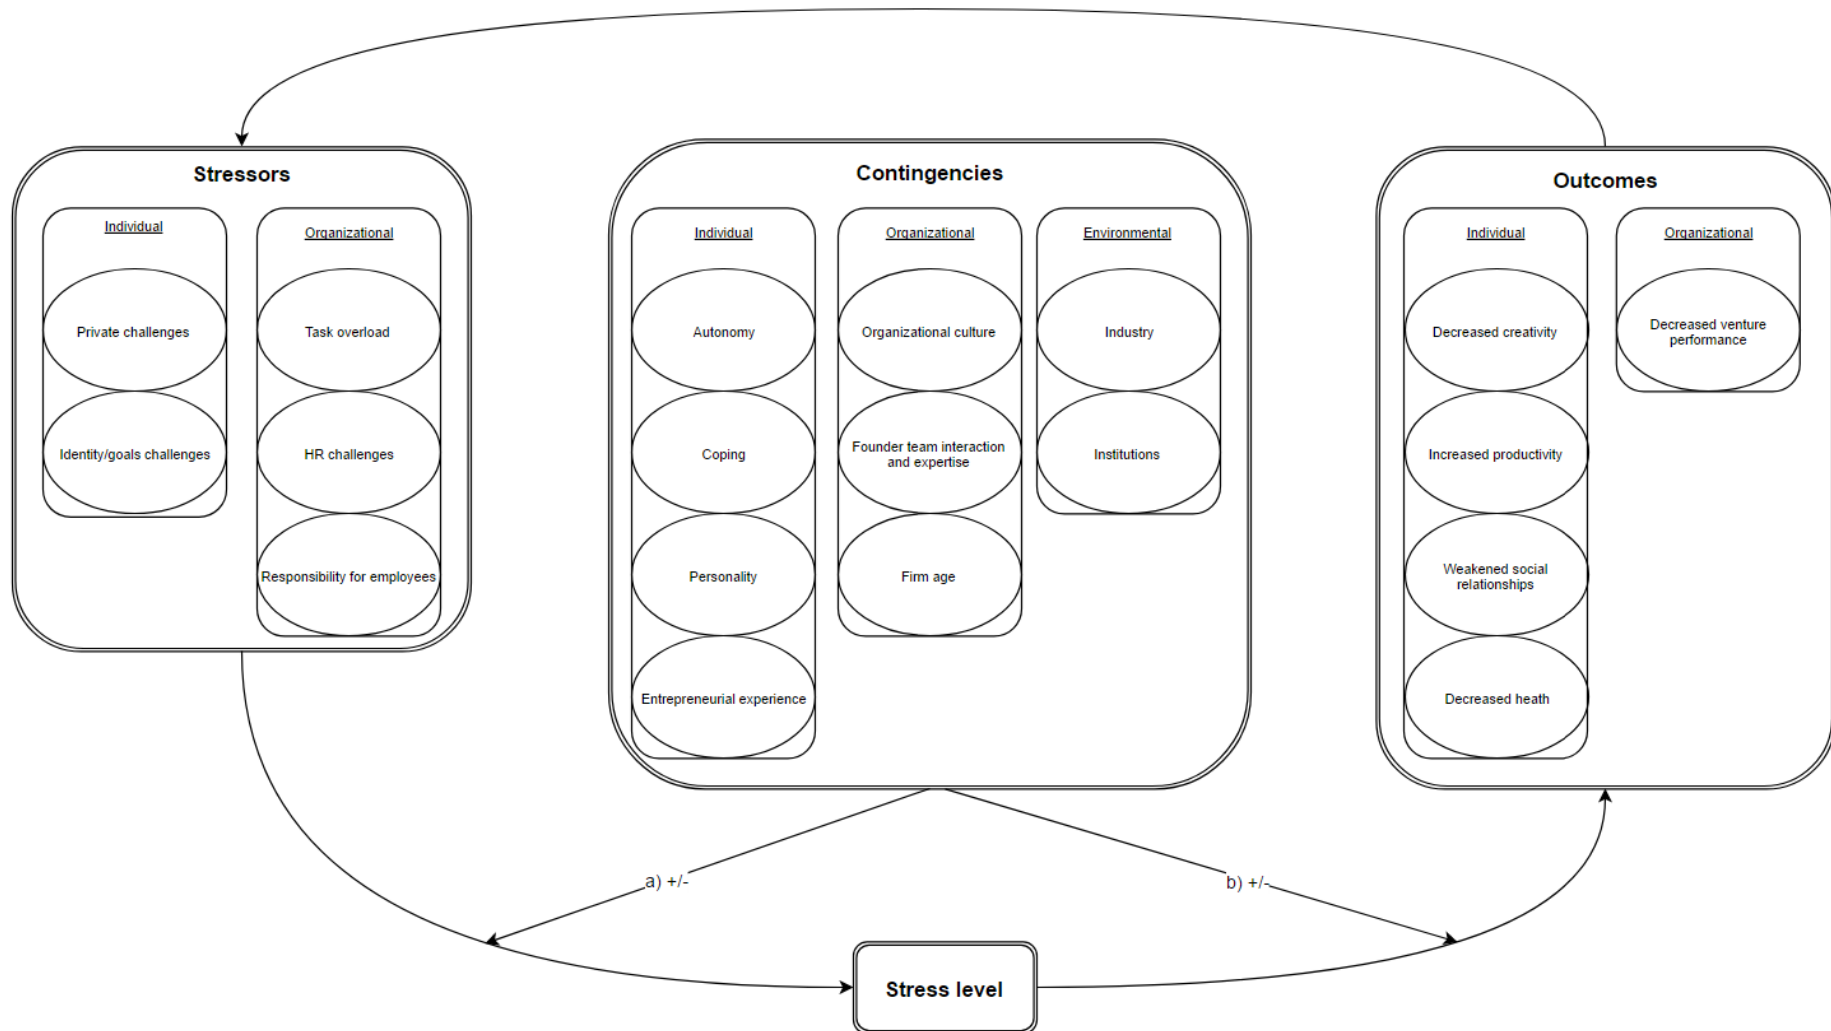 Stressors
Individual
Private challenges
Identity/goals challenges
Organizational
Task overload
HR challenges
Responsibility for employees
Contingencies
Individual
Autonomy
Coping
Personality
Entrepreneurial experience
Organizational
Organizational culture
Founder team interaction
and expertise
Firm age
Environmental
Industry
Institutions
Outcomes
Individual
Decreased creativity
Increased productivity
Weakened social
relationships
Decreased heath
Organizational
Decreased venture
performance
a) +/-
b) +/-
Stress level